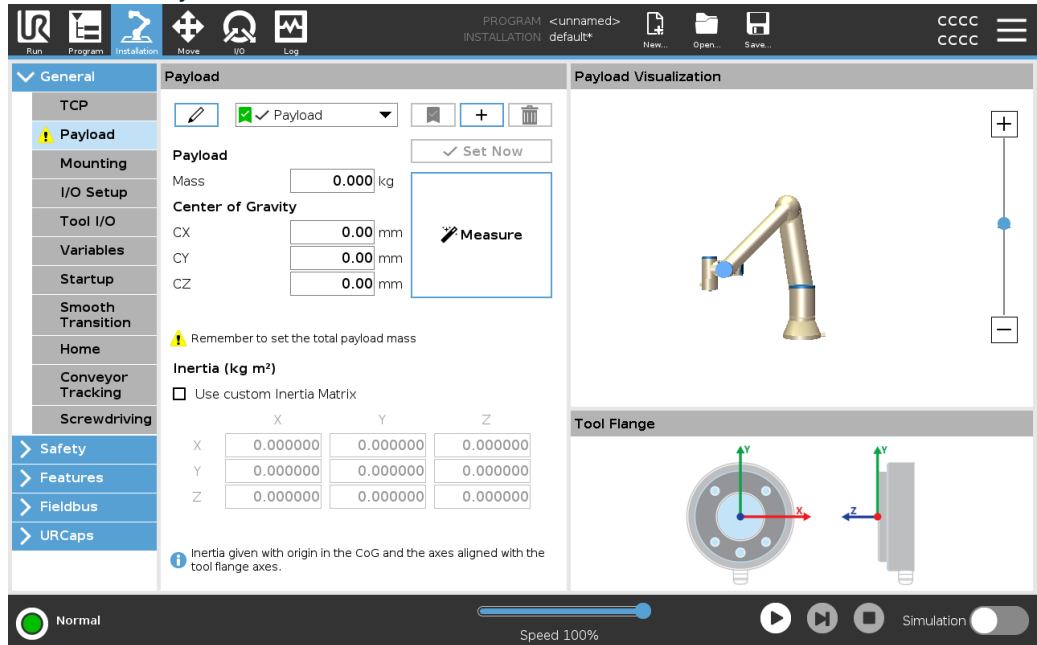 PROGRAM <unnamed>
INSTALLATION default*
cccc
cccc
UR
Run Program Installation Move I/O Log New... Open... Save...
General
TCP
Payload
Mounting
I/O Setup
Tool I/O
Variables
Startup
Smooth
Transition
Home
Conveyor
Tracking
Screwdriving
Safety
Features
Fieldbus
URCaps
Payload
Payload
+
Set Now
Payload
Mass 0.000 kg
Center of Gravity
CX 0.00 mm
CY 0.00 mm
CZ 0.00 mm
Measure
Remember to set the total payload mass
Inertia (kg m²)
Use custom Inertia Matrix
X Y Z
X 0.000000 0.000000 0.000000
Y 0.000000 0.000000 0.000000
Z 0.000000 0.000000 0.000000
Inertia given with origin in the CoG and the axes aligned with the
tool flange axes.
Payload Visualization
+
−
Tool Flange
Y Y
X Z
Normal
Speed 100%
Simulation